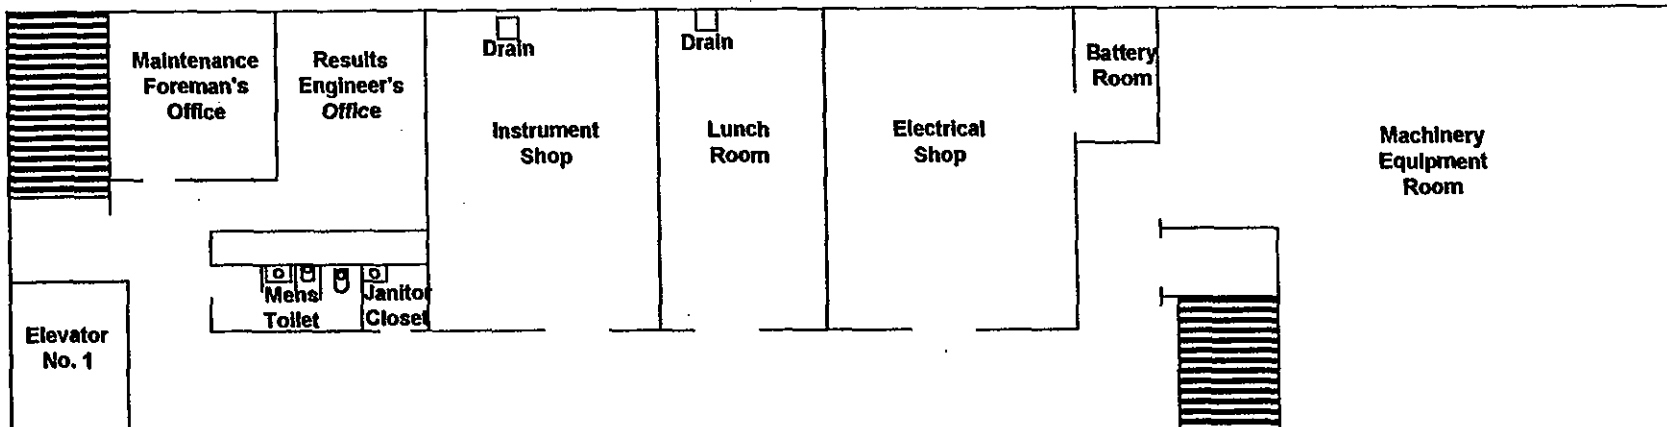 Maintenance
Foreman's
Office
Results
Engineer's
Office
Drain
Instrument
Shop
Drain
Lunch
Room
Electrical
Shop
Battery
Room
Machinery
Equipment
Room
Mens
Toilet
Janitor
Closet
Elevator
No. 1